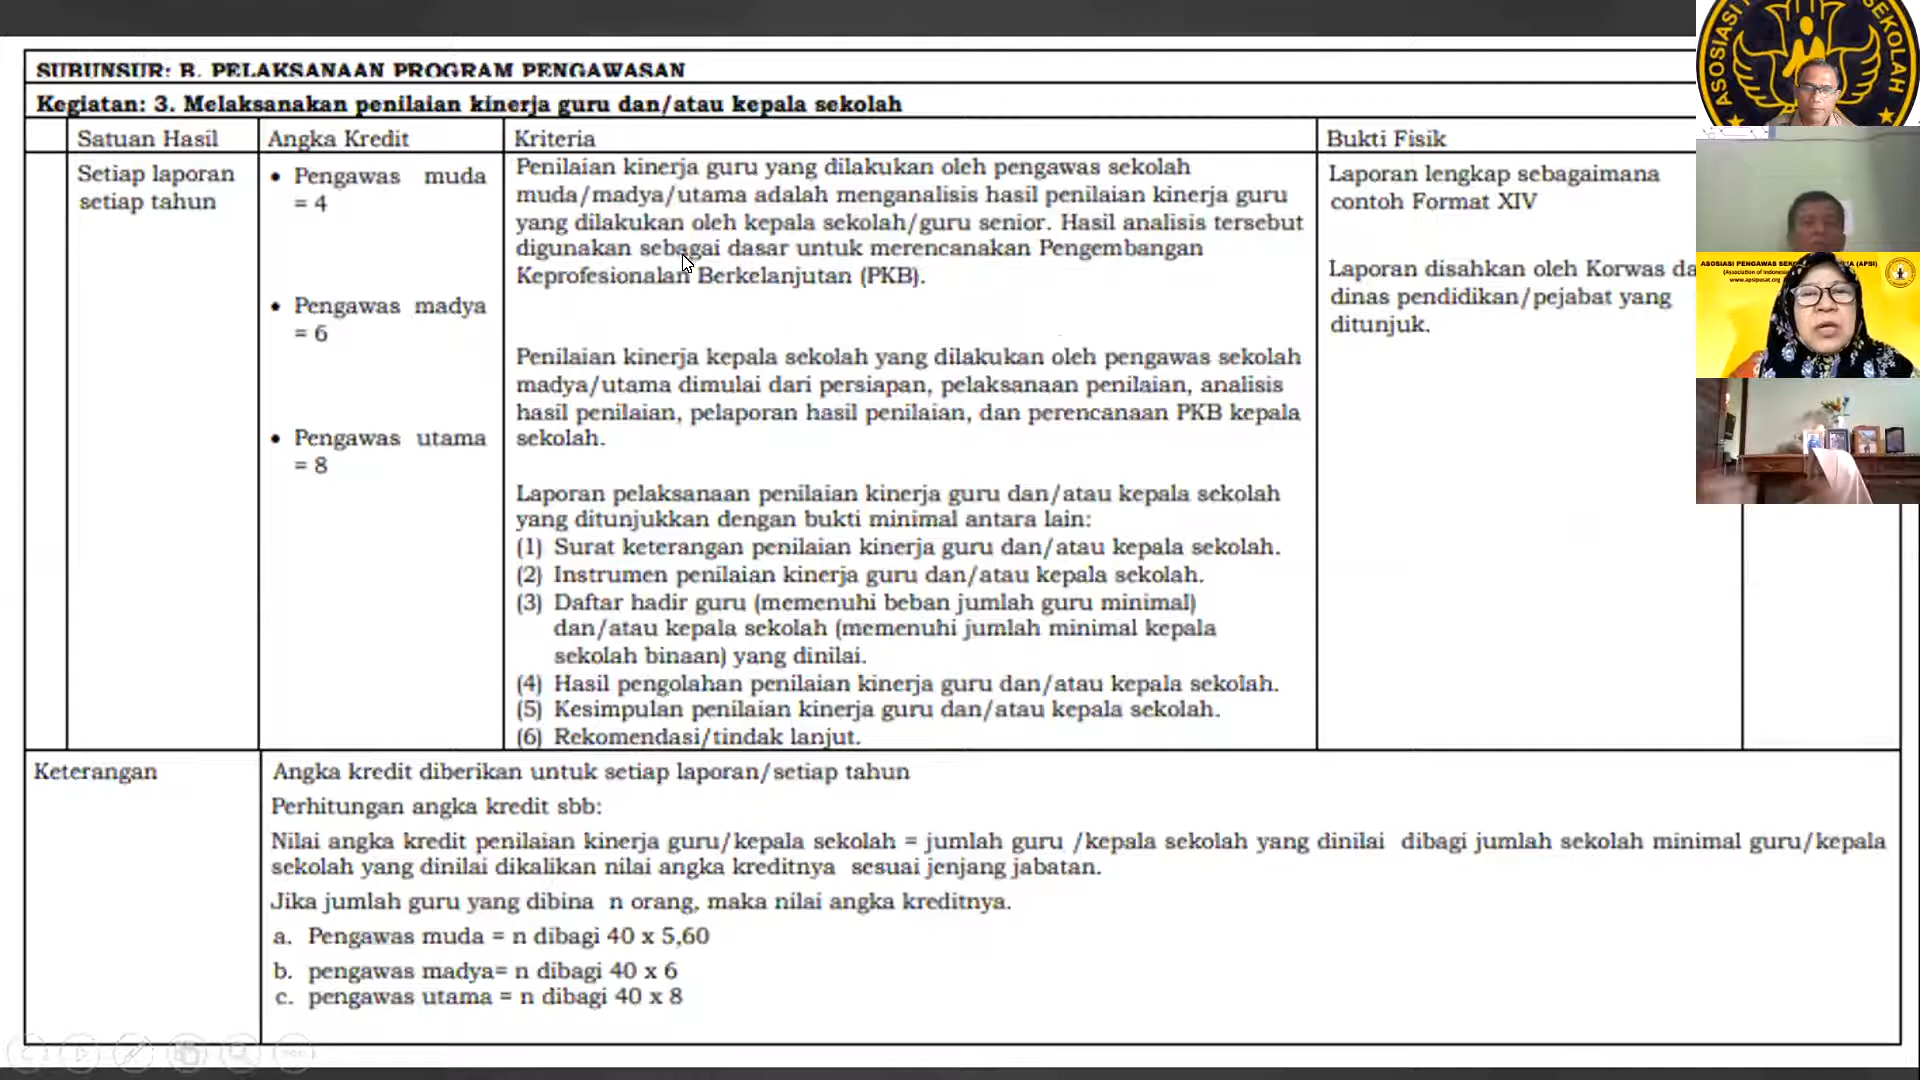 SUBUNSUR: B. PELAKSANAAN PROGRAM PENGAWASAN
Kegiatan: 3. Melaksanakan penilaian kinerja guru dan/atau kepala sekolah
Satuan Hasil
Angka Kredit
Kriteria
Bukti Fisik
Setiap laporan
setiap tahun
• Pengawas muda
= 4
• Pengawas madya
= 6
• Pengawas utama
= 8
Penilaian kinerja guru yang dilakukan oleh pengawas sekolah
muda/madya/utama adalah menganalisis hasil penilaian kinerja guru
yang dilakukan oleh kepala sekolah/guru senior. Hasil analisis tersebut
digunakan sebagai dasar untuk merencanakan Pengembangan
Keprofesionalan Berkelanjutan (PKB).
Penilaian kinerja kepala sekolah yang dilakukan oleh pengawas sekolah
madya/utama dimulai dari persiapan, pelaksanaan penilaian, analisis
hasil penilaian, pelaporan hasil penilaian, dan perencanaan PKB kepala
sekolah.
Laporan pelaksanaan penilaian kinerja guru dan/atau kepala sekolah
yang ditunjukkan dengan bukti minimal antara lain:
(1) Surat keterangan penilaian kinerja guru dan/atau kepala sekolah.
(2) Instrumen penilaian kinerja guru dan/atau kepala sekolah.
(3) Daftar hadir guru (memenuhi beban jumlah guru minimal)
dan/atau kepala sekolah (memenuhi jumlah minimal kepala
sekolah binaan) yang dinilai.
(4) Hasil pengolahan penilaian kinerja guru dan/atau kepala sekolah.
(5) Kesimpulan penilaian kinerja guru dan/atau kepala sekolah.
(6) Rekomendasi/tindak lanjut.
Laporan lengkap sebagaimana
contoh Format XIV
Laporan disahkan oleh Korwas da
dinas pendidikan/pejabat yang
ditunjuk.
Keterangan
Angka kredit diberikan untuk setiap laporan/setiap tahun
Perhitungan angka kredit sbb:
Nilai angka kredit penilaian kinerja guru/kepala sekolah = jumlah guru /kepala sekolah yang dinilai dibagi jumlah sekolah minimal guru/kepala
sekolah yang dinilai dikalikan nilai angka kreditnya sesuai jenjang jabatan.
Jika jumlah guru yang dibina n orang, maka nilai angka kreditnya.
a. Pengawas muda = n dibagi 40 x 5,60
b. pengawas madya= n dibagi 40 x 6
c. pengawas utama = n dibagi 40 x 8
ASOSIASI
SEKOLAH
ASOSIASI PENGAWAS
(APSI)
www.apsipusat.org